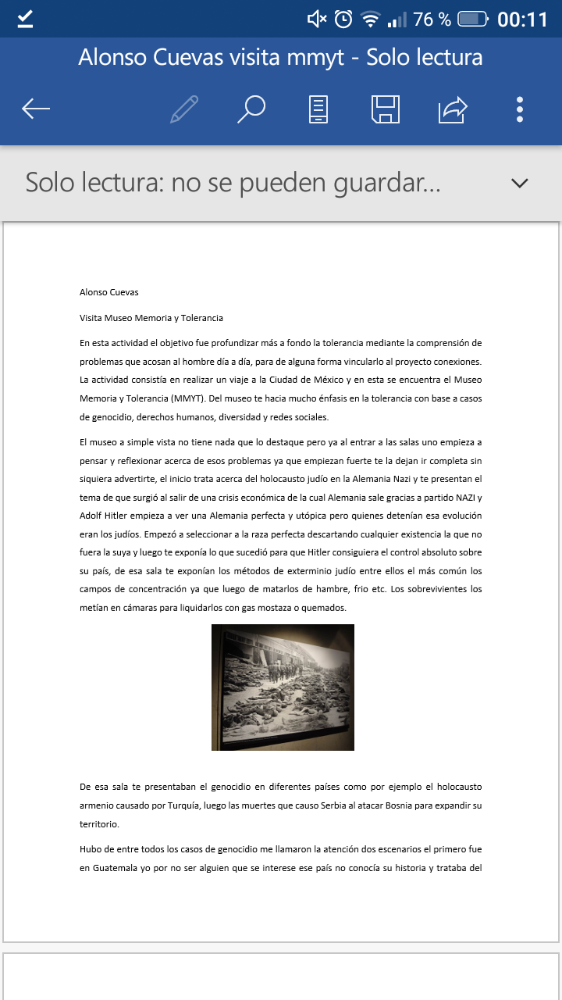 76 % 00:11
Alonso Cuevas visita mmyt - Solo lectura
Solo lectura: no se pueden guardar...
Alonso Cuevas
Visita Museo Memoria y Tolerancia
En esta actividad el objetivo fue profundizar más a fondo la tolerancia mediante la comprensión de
problemas que acosan al hombre día a día, para de alguna forma vincularlo al proyecto conexiones.
La actividad consistía en realizar un viaje a la Ciudad de México y en esta se encuentra el Museo
Memoria y Tolerancia (MMYT). Del museo te hacia mucho énfasis en la tolerancia con base a casos
de genocidio, derechos humanos, diversidad y redes sociales.
El museo a simple vista no tiene nada que lo destaque pero ya al entrar a las salas uno empieza a
pensar y reflexionar acerca de esos problemas ya que empiezan fuerte te la dejan ir completa sin
siquiera advertirte, el inicio trata acerca del holocausto judío en la Alemania Nazi y te presentan el
tema de que surgió al salir de una crisis económica de la cual Alemania sale gracias a partido NAZI y
Adolf Hitler empieza a ver una Alemania perfecta y utópica pero quienes detenían esa evolución
eran los judíos. Empezó a seleccionar a la raza perfecta descartando cualquier existencia la que no
fuera la suya y luego te exponía lo que sucedió para que Hitler consiguiera el control absoluto sobre
su país, de esa sala te exponían los métodos de exterminio judío entre ellos el más común los
campos de concentración ya que luego de matarlos de hambre, frio etc. Los sobrevivientes los
metían en cámaras para liquidarlos con gas mostaza o quemados.
De esa sala te presentaban el genocidio en diferentes países como por ejemplo el holocausto
armenio causado por Turquía, luego las muertes que causo Serbia al atacar Bosnia para expandir su
territorio.
Hubo de entre todos los casos de genocidio me llamaron la atención dos escenarios el primero fue
en Guatemala yo por no ser alguien que se interese ese país no conocía su historia y trataba del